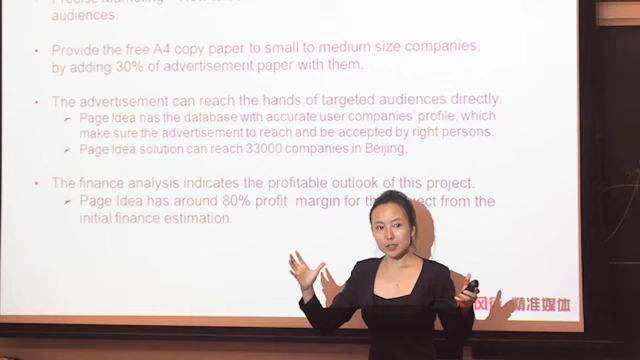 audiences.
Provide the free A4 copy paper to small to medium size companies,
by adding 30% of advertisement paper with them.
The advertisement can reach the hands of targeted audiences directly.
Page Idea has the database with accurate user companies' profile, which
make sure the advertisement to reach and be accepted by right persons.
Page Idea solution can reach 33000 companies in Beijing.
The finance analysis indicates the profitable outlook of this project.
Page Idea has around 80% profit margin for the ject from the
initial finance estimation.
精准媒体